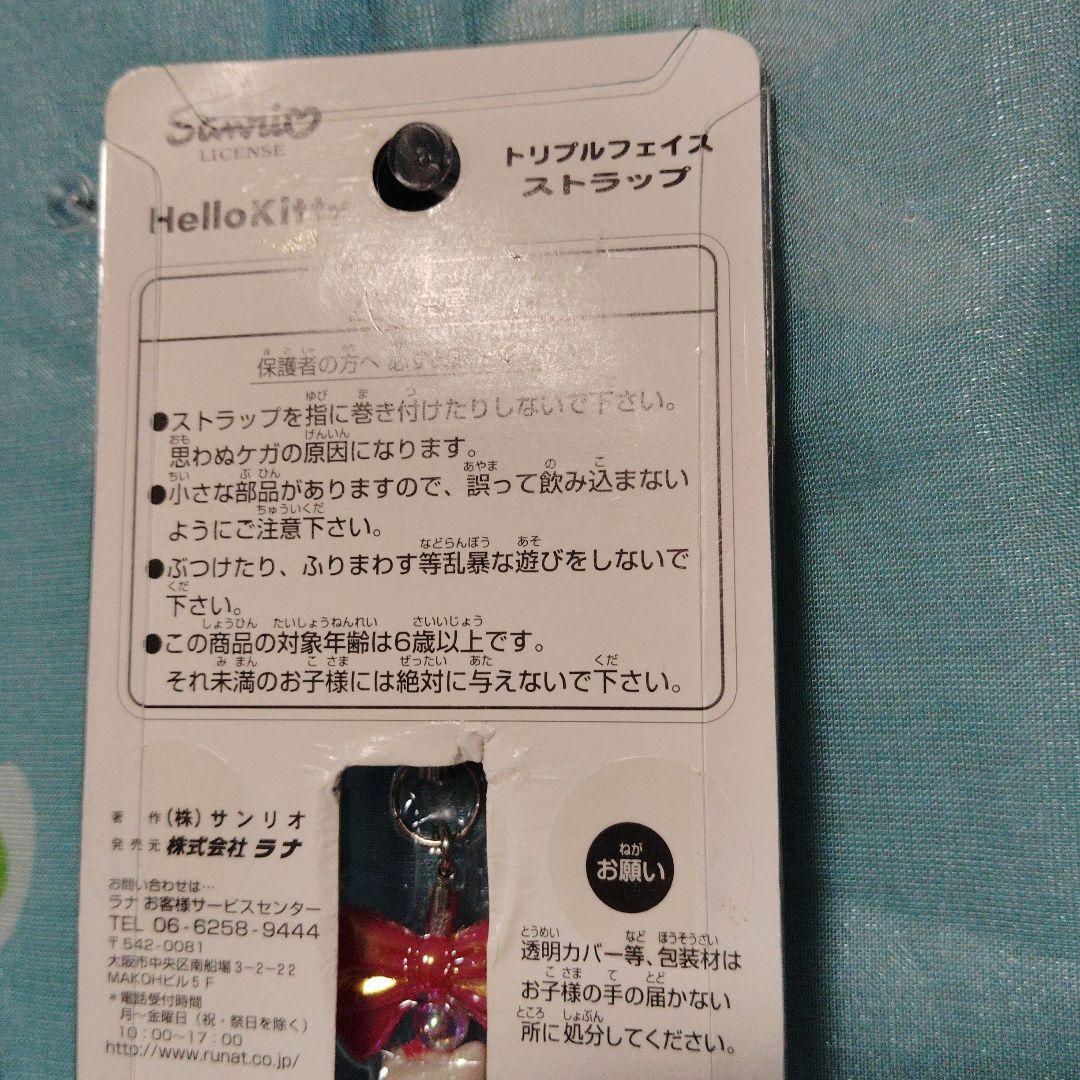 Sanrio
LICENSE
HelloKitty
トリプルフェイス
ストラップ
保護者の方へ 必ず
●ストラップを指に巻き付けたりしないで下さい。
思わぬケガの原因になります。
●小さな部品がありますので、誤って飲み込まない
ようにご注意下さい。
●ぶつけたり、ふりまわす等乱暴な遊びをしないで
下さい。
●この商品の対象年齢は6歳以上です。
それ未満のお子様には絶対に与えないで下さい。
著 作 (株) サンリオ
発売元 株式会社 ラナ
お問い合わせは…
ラナ お客様サービスセンター
TEL 06-6258-9444
〒542-0081
大阪市中央区南船場3-2-22
MAKOHビル5F
*電話受付時間
月〜金曜日(祝・祭日を除く)
10:00〜17:00
http://www.runat.co.jp/
お願い
透明カバー等、包装材は
お子様の手の届かない
所に処分してください。